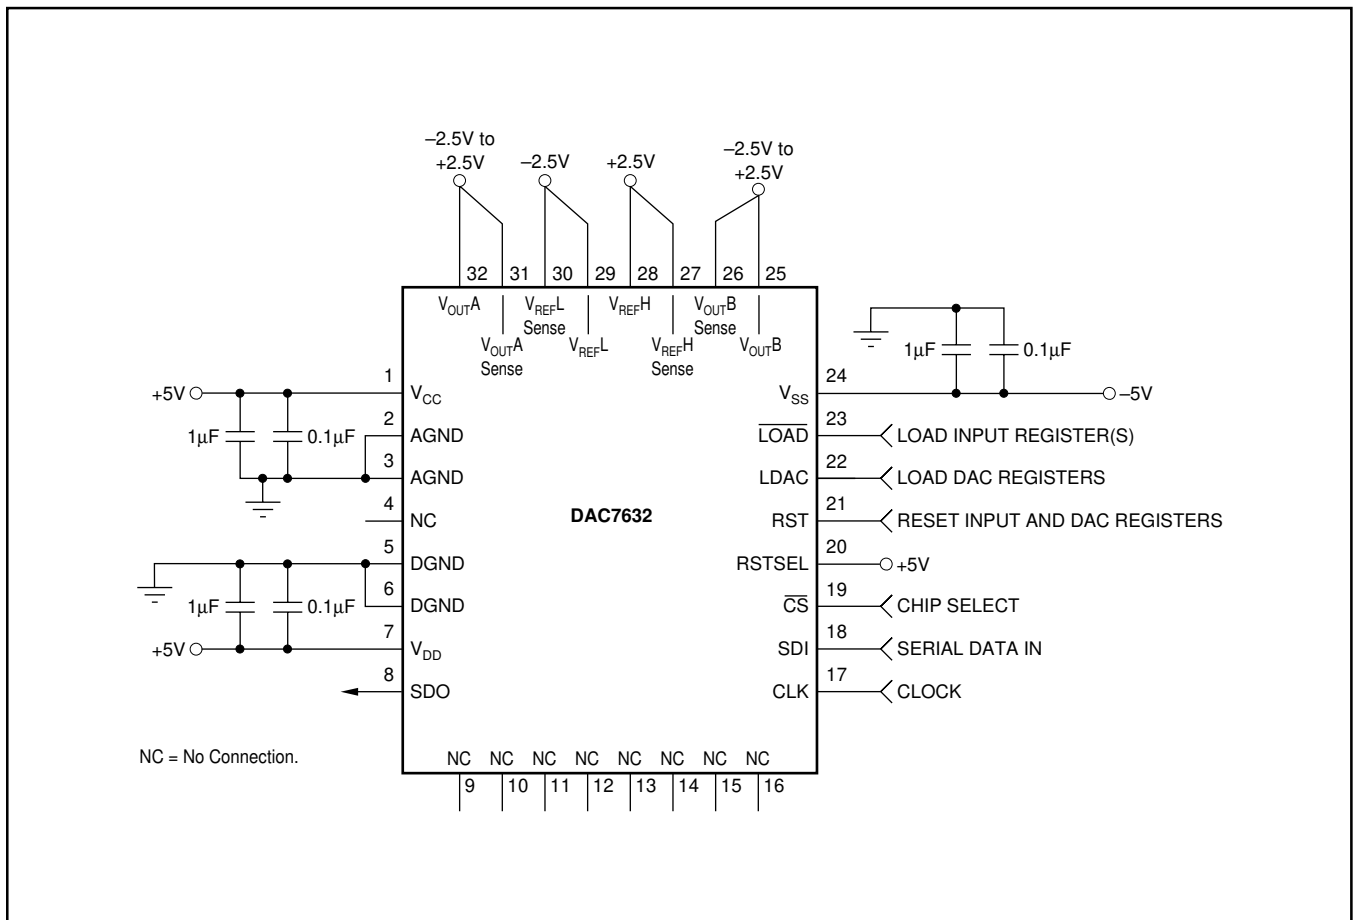 –2.5V to
+2.5V
–2.5V
+2.5V
–2.5V to
+2.5V
32 31 30 29 28 27 26 25
VOUTA
VOUTA
Sense
VREFL
Sense
VREFL
VREFH
VREFH
Sense
VOUTB
Sense
VOUTB
+5V
1µF
0.1µF
1 VCC
2 AGND
3 AGND
4 NC
5 DGND
6 DGND
1µF
0.1µF
+5V
7 VDD
8 SDO
DAC7632
1µF
0.1µF
VSS 24 –5V
LOAD 23 LOAD INPUT REGISTER(S)
LDAC 22 LOAD DAC REGISTERS
RST 21 RESET INPUT AND DAC REGISTERS
RSTSEL 20 +5V
CS 19 CHIP SELECT
SDI 18 SERIAL DATA IN
CLK 17 CLOCK
NC = No Connection.
NC NC NC NC NC NC NC NC
9 10 11 12 13 14 15 16